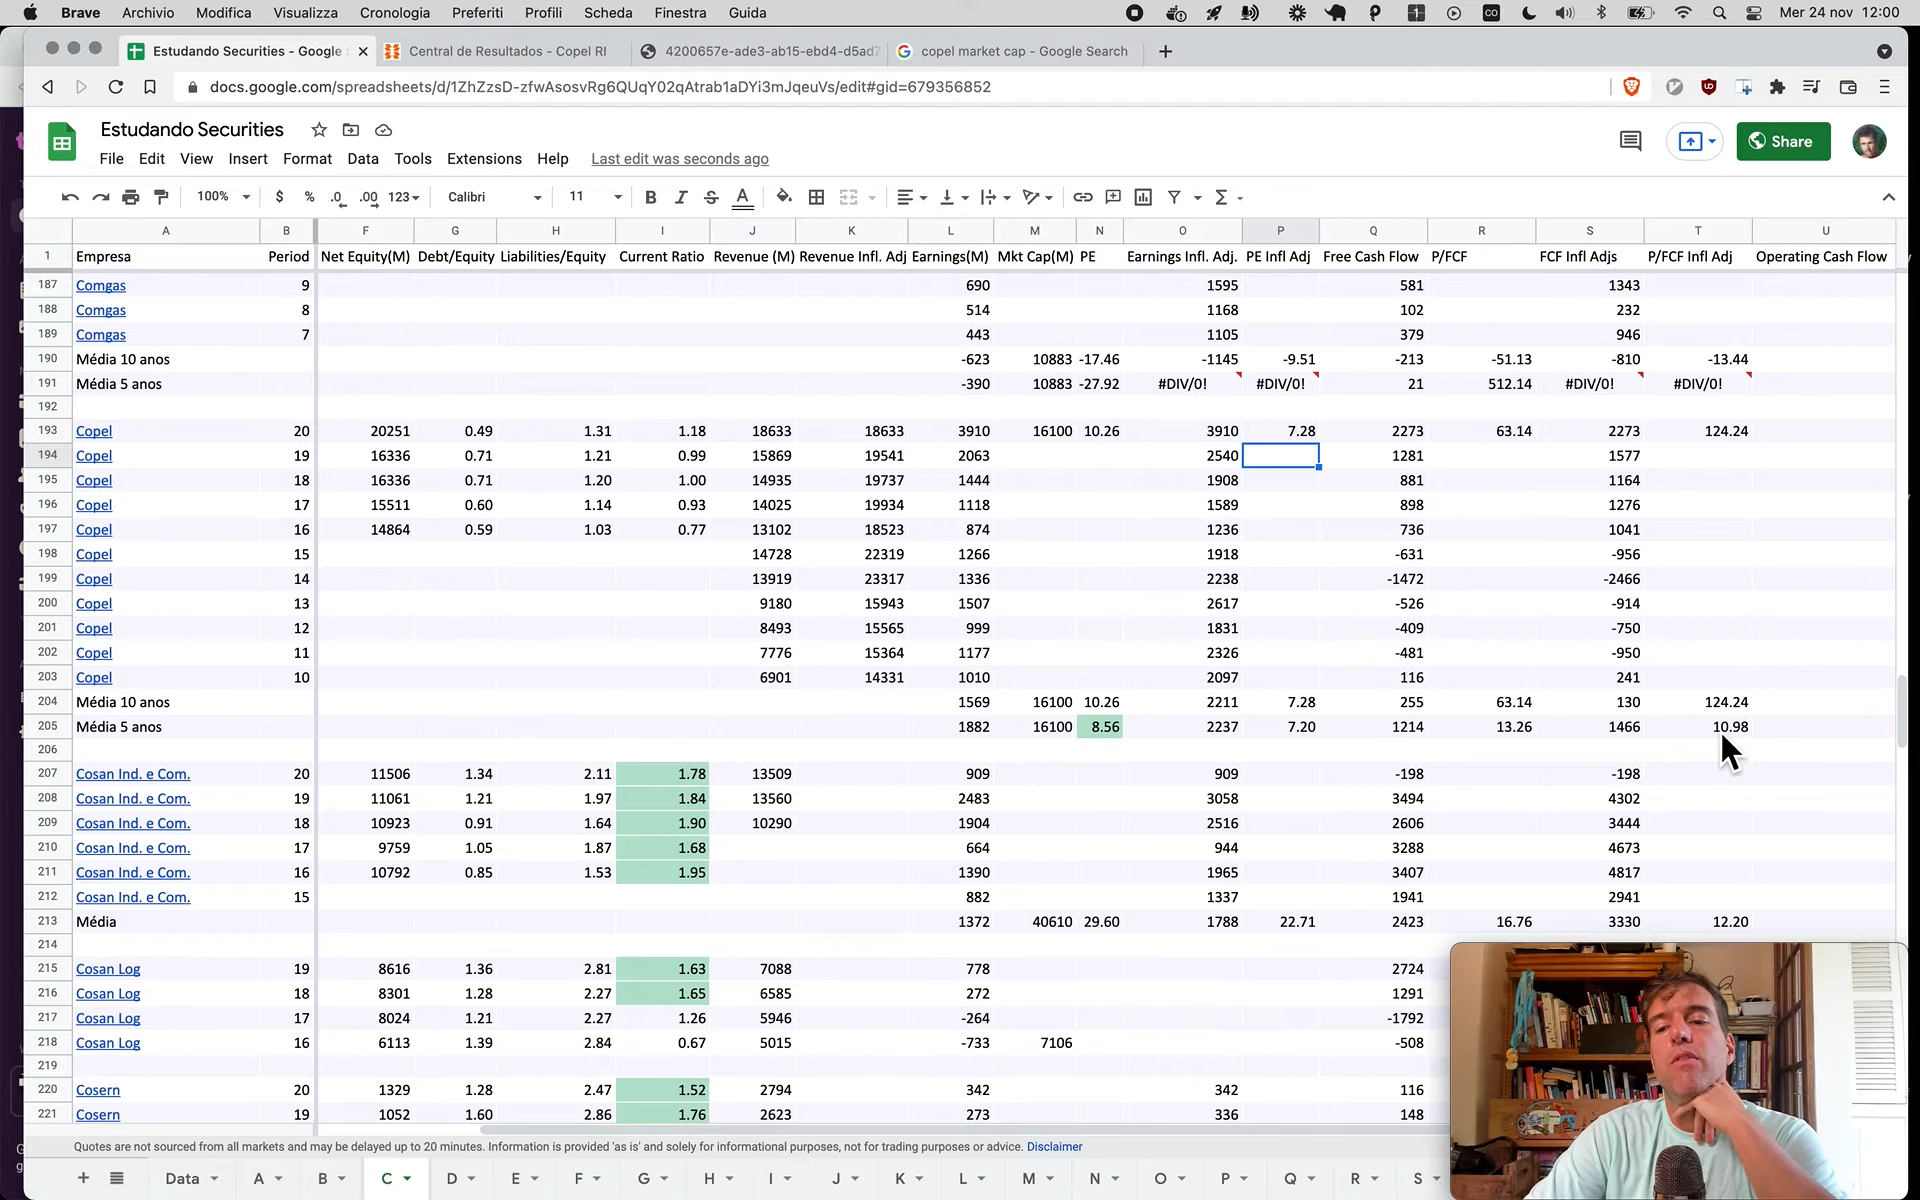 Brave Archivio Modifica Visualizza Cronologia Preferiti Profili Scheda Finestra Guida Mer 24 nov 12:00
Estudando Securities - Google Central de Resultados - Copel RI 4200657e-ade3-ab15-ebd4-d5ad7 copel market cap - Google Search
docs.google.com/spreadsheets/d/1ZhZzsD-zfwAsosvRg6QUqY02qAtrab1aDYi3mJqeuVs/edit#gid=679356852
Estudando Securities
Share
File Edit View Insert Format Data Tools Extensions Help Last edit was seconds ago
100% $ % .0 .00 123 Calibri 11 B I S A
A B F G H I J K L M N O P Q R S T U
1 Empresa Period Net Equity(M) Debt/Equity Liabilities/Equity Current Ratio Revenue (M) Revenue Infl. Adj Earnings(M) Mkt Cap(M) PE Earnings Infl. Adj. PE Infl Adj Free Cash Flow P/FCF FCF Infl Adjs P/FCF Infl Adj Operating Cash Flow
187 Comgas 9 690 1595 581 1343
188 Comgas 8 514 1168 102 232
189 Comgas 7 443 1105 379 946
190 Média 10 anos -623 10883 -17.46 -1145 -9.51 -213 -51.13 -810 -13.44
191 Média 5 anos -390 10883 -27.92 #DIV/0! #DIV/0! 21 512.14 #DIV/0! #DIV/0!
192
193 Copel 20 20251 0.49 1.31 1.18 18633 18633 3910 16100 10.26 3910 7.28 2273 63.14 2273 124.24
194 Copel 19 16336 0.71 1.21 0.99 15869 19541 2063 2540 1281 1577
195 Copel 18 16336 0.71 1.20 1.00 14935 19737 1444 1908 881 1164
196 Copel 17 15511 0.60 1.14 0.93 14025 19934 1118 1589 898 1276
197 Copel 16 14864 0.59 1.03 0.77 13102 18523 874 1236 736 1041
198 Copel 15 14728 22319 1266 1918 -631 -956
199 Copel 14 13919 23317 1336 2238 -1472 -2466
200 Copel 13 9180 15943 1507 2617 -526 -914
201 Copel 12 8493 15565 999 1831 -409 -750
202 Copel 11 7776 15364 1177 2326 -481 -950
203 Copel 10 6901 14331 1010 2097 116 241
204 Média 10 anos 1569 16100 10.26 2211 7.28 255 63.14 130 124.24
205 Média 5 anos 1882 16100 8.56 2237 7.20 1214 13.26 1466 10.98
206
207 Cosan Ind. e Com. 20 11506 1.34 2.11 1.78 13509 909 909 -198 -198
208 Cosan Ind. e Com. 19 11061 1.21 1.97 1.84 13560 2483 3058 3494 4302
209 Cosan Ind. e Com. 18 10923 0.91 1.64 1.90 10290 1904 2516 2606 3444
210 Cosan Ind. e Com. 17 9759 1.05 1.87 1.68 664 944 3288 4673
211 Cosan Ind. e Com. 16 10792 0.85 1.53 1.95 1390 1965 3407 4817
212 Cosan Ind. e Com. 15 882 1337 1941 2941
213 Média 1372 40610 29.60 1788 22.71 2423 16.76 3330 12.20
214
215 Cosan Log 19 8616 1.36 2.81 1.63 7088 778 2724
216 Cosan Log 18 8301 1.28 2.27 1.65 6585 272 1291
217 Cosan Log 17 8024 1.21 2.27 1.26 5946 -264 -1792
218 Cosan Log 16 6113 1.39 2.84 0.67 5015 -733 7106 -508
219
220 Cosern 20 1329 1.28 2.47 1.52 2794 342 342 116
221 Cosern 19 1052 1.60 2.86 1.76 2623 273 336 148
Quotes are not sourced from all markets and may be delayed up to 20 minutes. Information is provided 'as is' and solely for informational purposes, not for trading purposes or advice. Disclaimer
Data A B C D E F G H I J K L M N O P Q R S